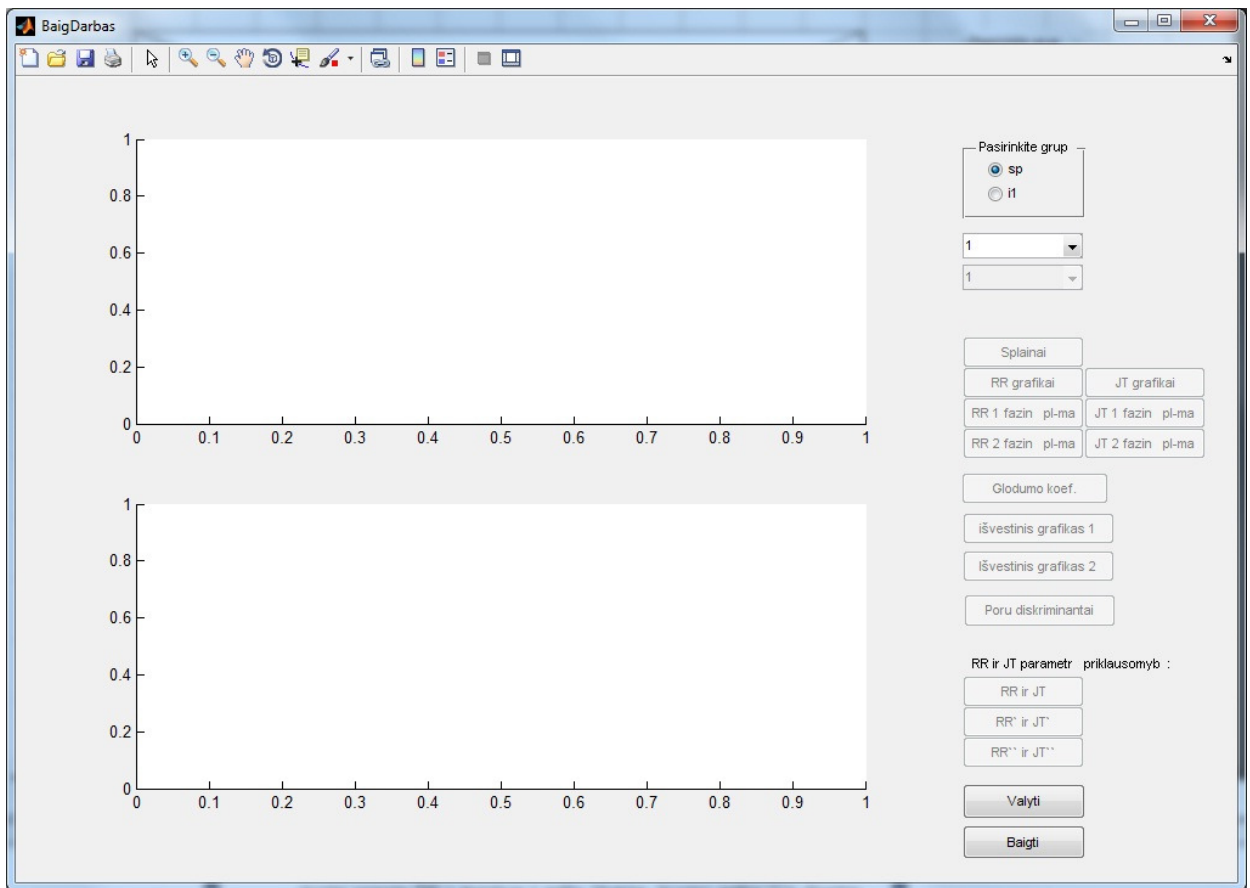 BaigDarbas
1
0.8
0.6
0.4
0.2
0
0 0.1 0.2 0.3 0.4 0.5 0.6 0.7 0.8 0.9 1
1
0.8
0.6
0.4
0.2
0
0 0.1 0.2 0.3 0.4 0.5 0.6 0.7 0.8 0.9 1
Pasirinkite grup
sp
i1
1
1
Splainai
RR grafikai JT grafikai
RR 1 fazin pl-ma JT 1 fazin pl-ma
RR 2 fazin pl-ma JT 2 fazin pl-ma
Glodumo koef.
išvestinis grafikas 1
Išvestinis grafikas 2
Poru diskriminantai
RR ir JT parametr priklausomyb :
RR ir JT
RR` ir JT`
RR`` ir JT``
Valyti
Baigti